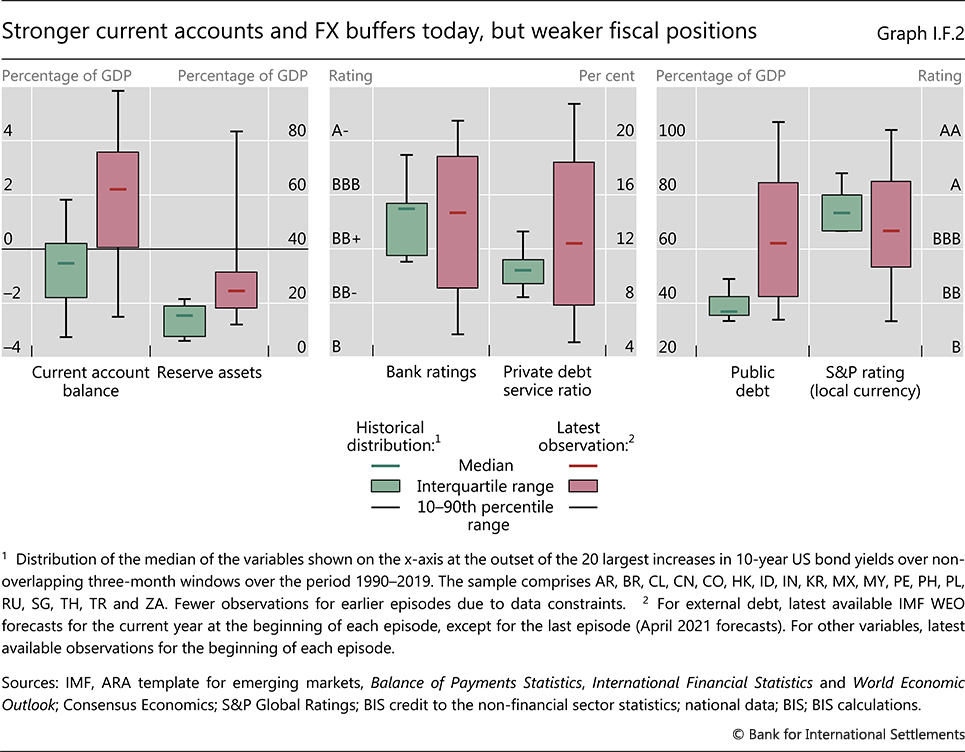 Stronger current accounts and FX buffers today, but weaker fiscal positions
Graph I.F.2
Percentage of GDP
Percentage of GDP
4
2
0
–2
–4
80
60
40
20
0
Current account
balance
Reserve assets
Rating
Per cent
A-
BBB
BB+
BB-
B
20
16
12
8
4
Bank ratings
Private debt
service ratio
Percentage of GDP
Rating
100
80
60
40
20
AA
A
BBB
BB
B
Public
debt
S&P rating
(local currency)
Historical
distribution:1
Latest
observation:2
Median
Interquartile range
10–90th percentile
range
1 Distribution of the median of the variables shown on the x-axis at the outset of the 20 largest increases in 10-year US bond yields over non-
overlapping three-month windows over the period 1990–2019. The sample comprises AR, BR, CL, CN, CO, HK, ID, IN, KR, MX, MY, PE, PH, PL,
RU, SG, TH, TR and ZA. Fewer observations for earlier episodes due to data constraints. 2 For external debt, latest available IMF WEO
forecasts for the current year at the beginning of each episode, except for the last episode (April 2021 forecasts). For other variables, latest
available observations for the beginning of each episode.
Sources: IMF, ARA template for emerging markets, Balance of Payments Statistics, International Financial Statistics and World Economic
Outlook; Consensus Economics; S&P Global Ratings; BIS credit to the non-financial sector statistics; national data; BIS; BIS calculations.
© Bank for International Settlements